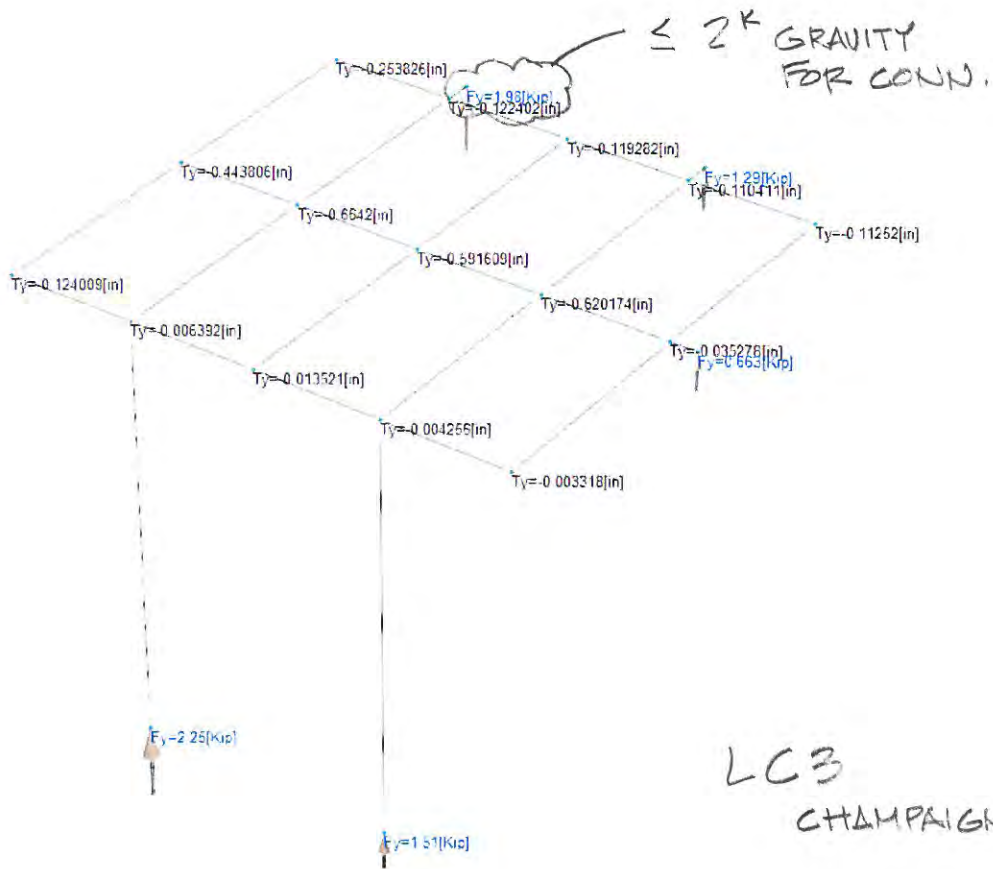 ≤ 2ᴷ GRAVITY
FOR CONN.
Ty=-0.253826[in]
Fy=1.98[Kip]
Ty=-0.122402[in]
Ty=-0.119282[in]
Fy=1.29[Kip]
Ty=-0.110411[in]
Ty=-0.11252[in]
Ty=-0.443806[in]
Ty=-0.6642[in]
Ty=-0.591609[in]
Ty=-0.620174[in]
Ty=-0.035278[in]
Fy=0.663[Kip]
Ty=-0.124009[in]
Ty=-0.006392[in]
Ty=-0.013521[in]
Ty=-0.004256[in]
Ty=-0.003318[in]
Fy=2.25[Kip]
Fy=1.51[Kip]
LC3
CHAMPAIGN